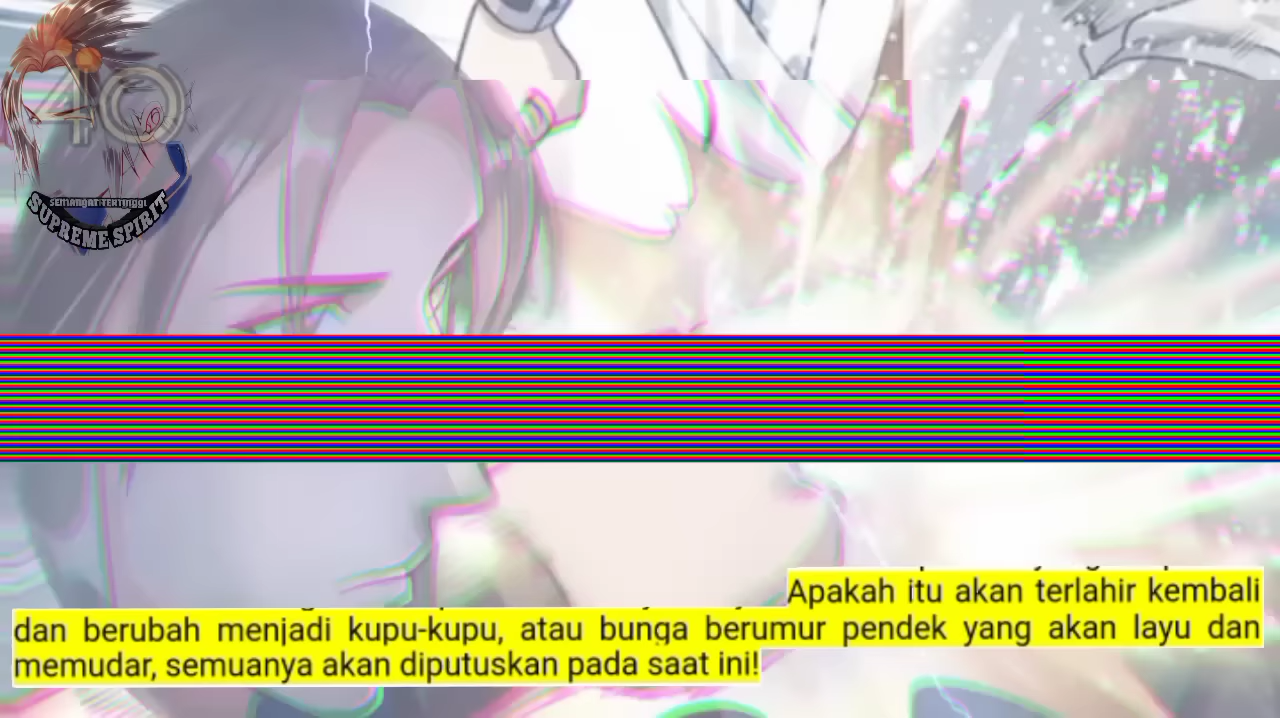 40
SEMANGAT TERTINGGI
SUPREME SPIRIT
Apakah itu akan terlahir kembali
dan berubah menjadi kupu-kupu, atau bunga berumur pendek yang akan layu dan
memudar, semuanya akan diputuskan pada saat ini!